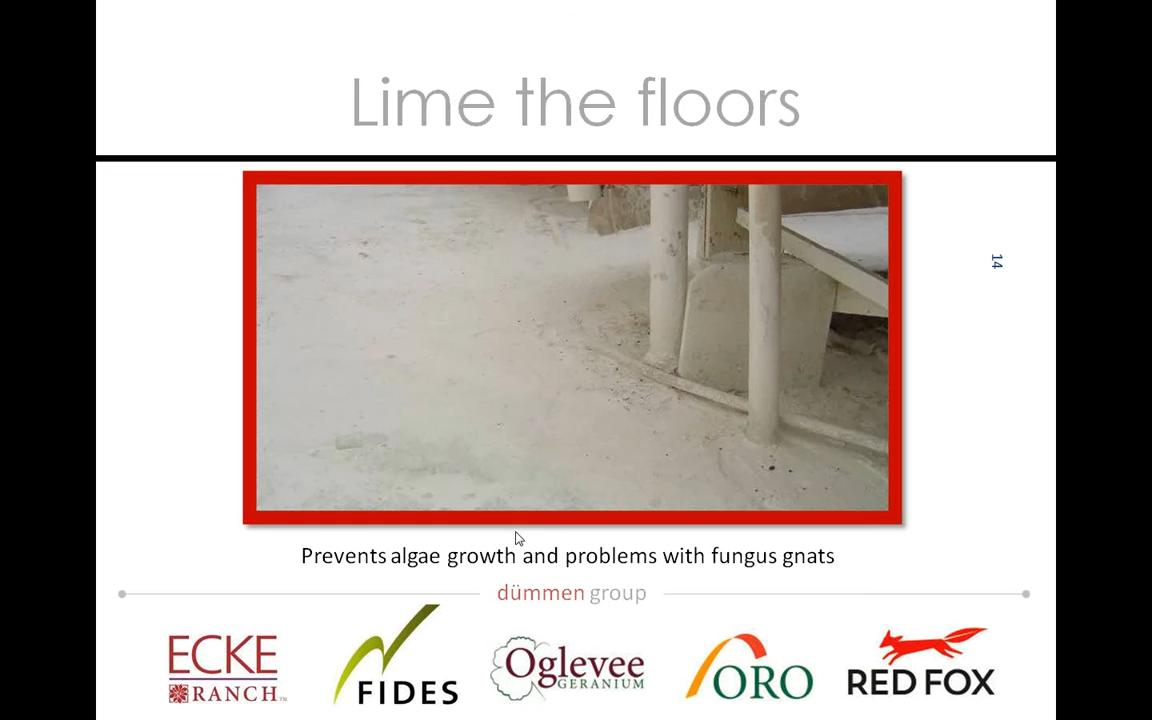 Lime the floors
14
Prevents algae growth and problems with fungus gnats
dümmen group
ECKE
RANCH™
FIDES
Oglevee
GERANIUM
ORO
RED FOX